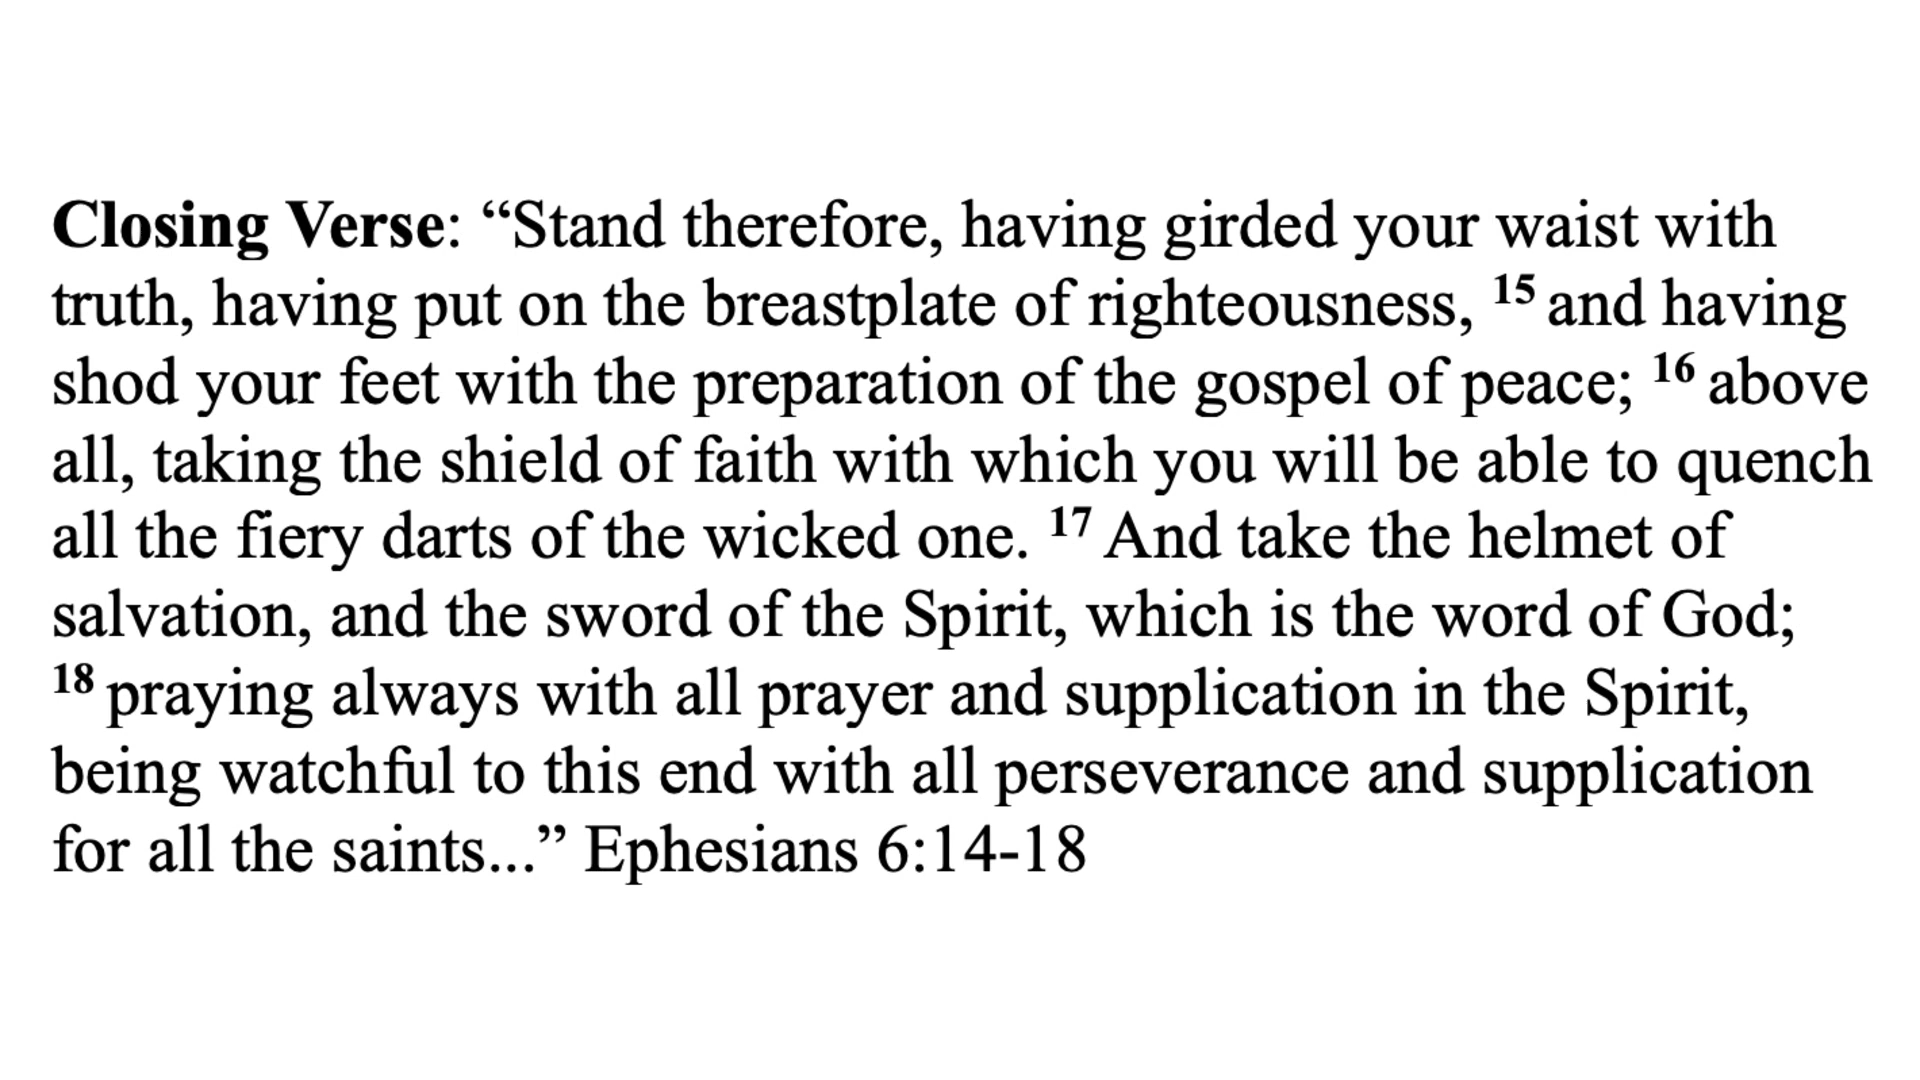 Closing Verse: “Stand therefore, having girded your waist with
truth, having put on the breastplate of righteousness, 15 and having
shod your feet with the preparation of the gospel of peace; 16 above
all, taking the shield of faith with which you will be able to quench
all the fiery darts of the wicked one. 17 And take the helmet of
salvation, and the sword of the Spirit, which is the word of God;
18 praying always with all prayer and supplication in the Spirit,
being watchful to this end with all perseverance and supplication
for all the saints...” Ephesians 6:14-18